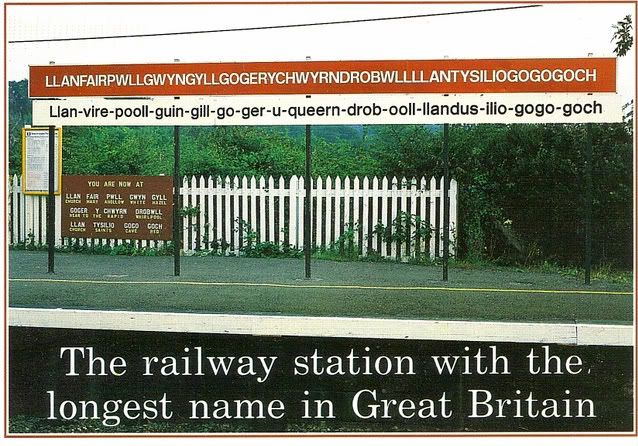 LLANFAIRPWLLGWYNGYLLGOGERYCHWYRNDROBWLLLLANTYSILIOGOGOGOCH
Llan-vire-pooll-guin-gill-go-ger-u-queern-drob-ooll-llandus-ilio-gogo-goch
YOU ARE NOW AT
LLAN FAIR PWLL GWYN GYLL
CHURCH MARY AHOLLOW WHITE HAZEL
GOGER Y CHWYRN DROBWLL
NEAR TO THE RAPID WHIRLPOOL
LLAN TYSILIO GOGO GOCH
CHURCH SAINTS CAVE RED
The railway station with the
longest name in Great Britain